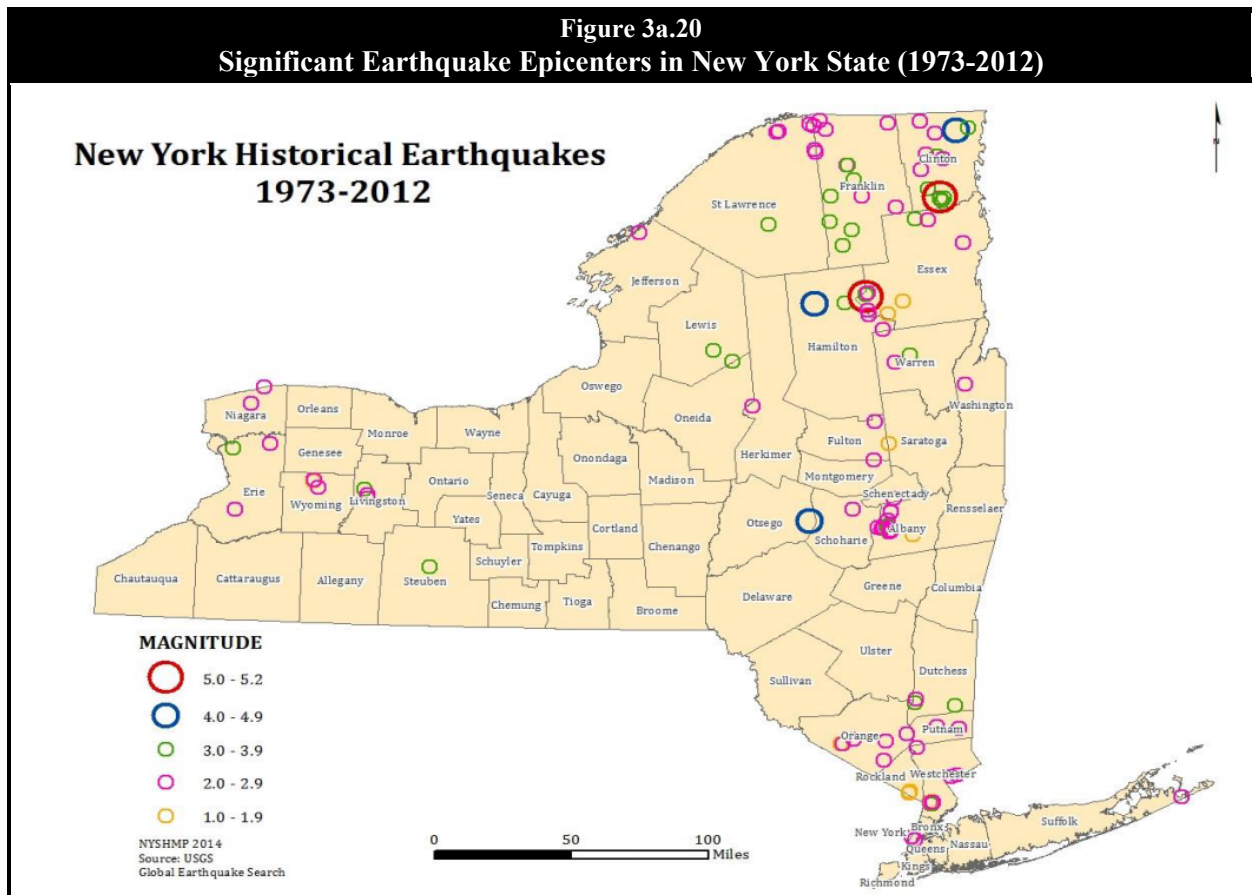 Figure 3a.20
Significant Earthquake Epicenters in New York State (1973-2012)
New York Historical Earthquakes
1973-2012
N
Clinton
Franklin
St Lawrence
Essex
Jefferson
Lewis
Hamilton
Warren
Oswego
Washington
Niagara
Orleans
Oneida
Monroe
Wayne
Fulton
Saratoga
Genesee
Onondaga
Herkimer
Montgomery
Madison
Ontario
Erie
Wyoming
Livingston
Seneca
Cayuga
Schenectady
Rensselaer
Yates
Cortland
Otsego
Albany
Schoharie
Tompkins
Chenango
Schuyler
Chautauqua
Cattaraugus
Allegany
Steuben
Greene
Columbia
Delaware
Chemung
Tioga
Broome
Ulster
Dutchess
Sullivan
Putnam
Orange
Rockland
Westchester
Suffolk
New York
Bronx
Queens
Nassau
Kings
Richmond
MAGNITUDE
5.0 - 5.2
4.0 - 4.9
3.0 - 3.9
2.0 - 2.9
1.0 - 1.9
NYSHMP 2014
Source: USGS
Global Earthquake Search
0 50 100
Miles